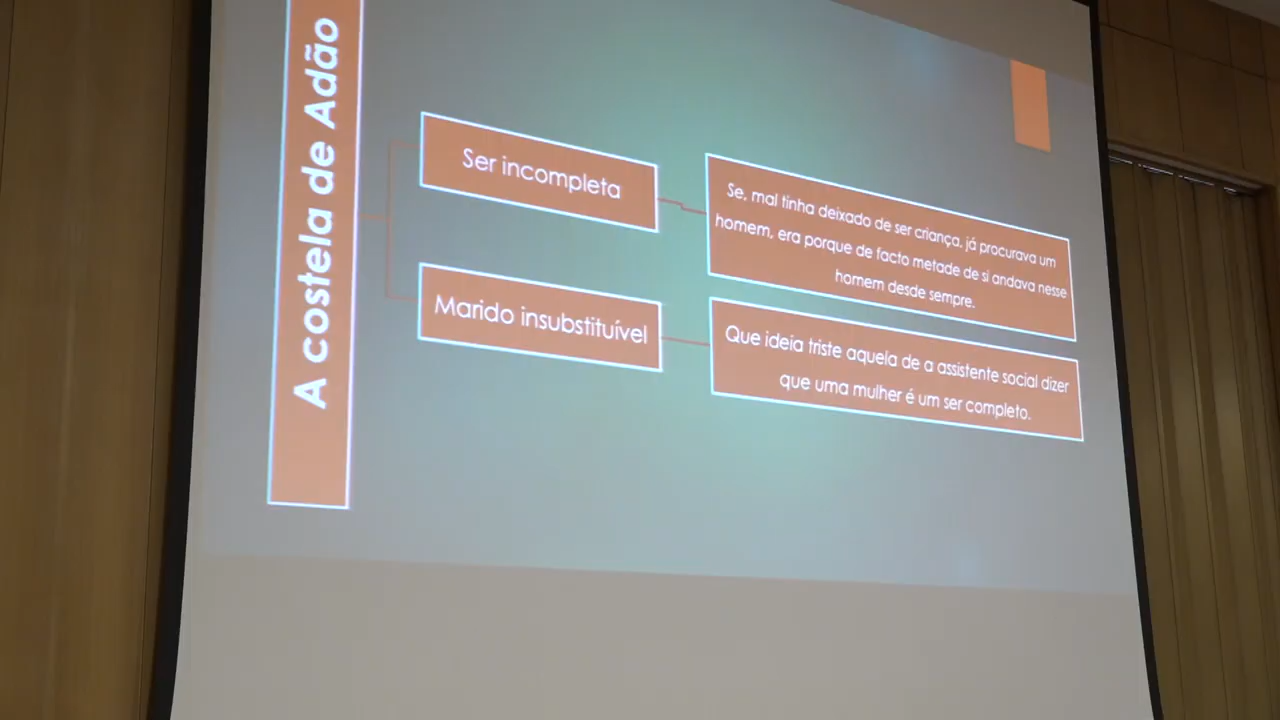 A costela de Adão
Ser incompleta
Se, mal tinha deixado de ser criança, já procurava um
homem, era porque de facto metade de si andava nesse
homem desde sempre.
Marido insubstituível
Que ideia triste aquela de a assistente social dizer
que uma mulher é um ser completo.